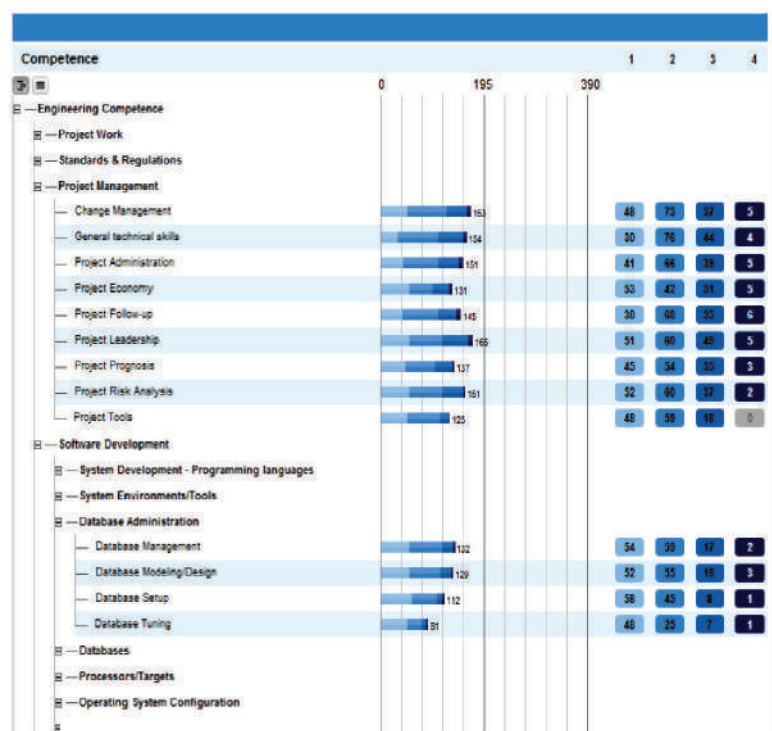 Competence 1 2 3 4
0 195 390
Engineering Competence
Project Work
Standards & Regulations
Project Management
Change Management 163 48 73 37 5
General technical skills 154 30 76 44 4
Project Administration 151 41 66 39 5
Project Economy 131 53 42 31 5
Project Follow-up 145 38 68 33 6
Project Leadership 165 51 60 49 5
Project Prognosis 137 45 54 35 3
Project Risk Analysis 151 52 60 37 2
Project Tools 125 48 59 18 0
Software Development
System Development - Programming languages
System Environments/Tools
Database Administration
Database Management 132 54 59 17 2
Database Modeling/Design 129 52 55 19 3
Database Setup 112 58 45 8 1
Database Tuning 81 48 25 7 1
Databases
Processors/Targets
Operating System Configuration